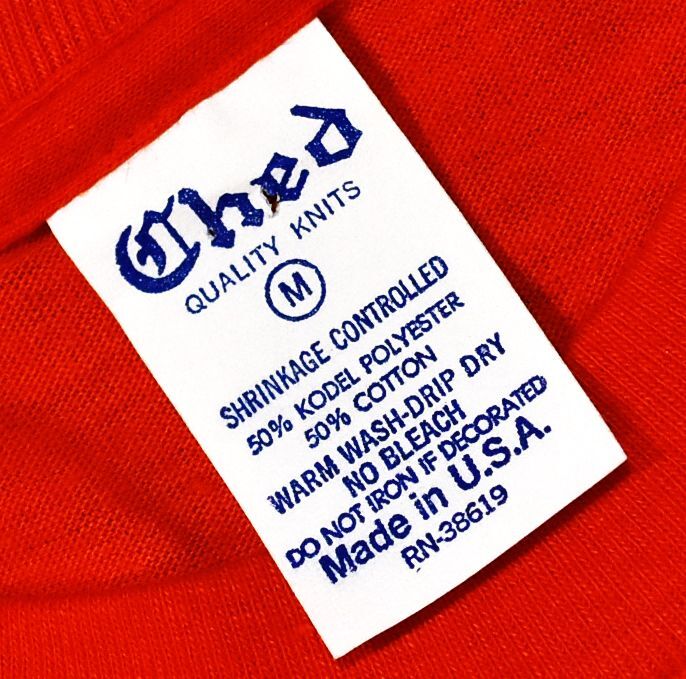 Ched
QUALITY KNITS
M
SHRINKAGE CONTROLLED
50% KODEL POLYESTER
50% COTTON
WARM WASH-DRIP DRY
NO BLEACH
DO NOT IRON IF DECORATED
Made in U.S.A.
RN-38619